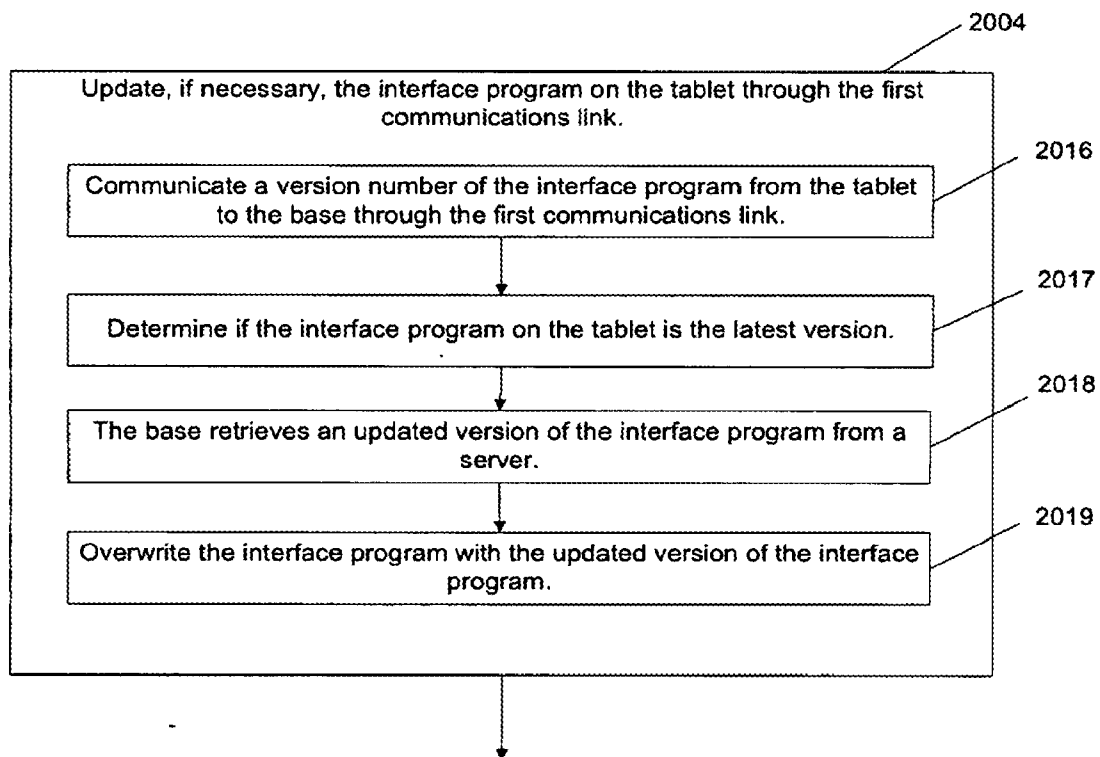 2004
Update, if necessary, the interface program on the tablet through the first
communications link.
2016
Communicate a version number of the interface program from the tablet
to the base through the first communications link.
2017
Determine if the interface program on the tablet is the latest version.
2018
The base retrieves an updated version of the interface program from a
server.
2019
Overwrite the interface program with the updated version of the interface
program.